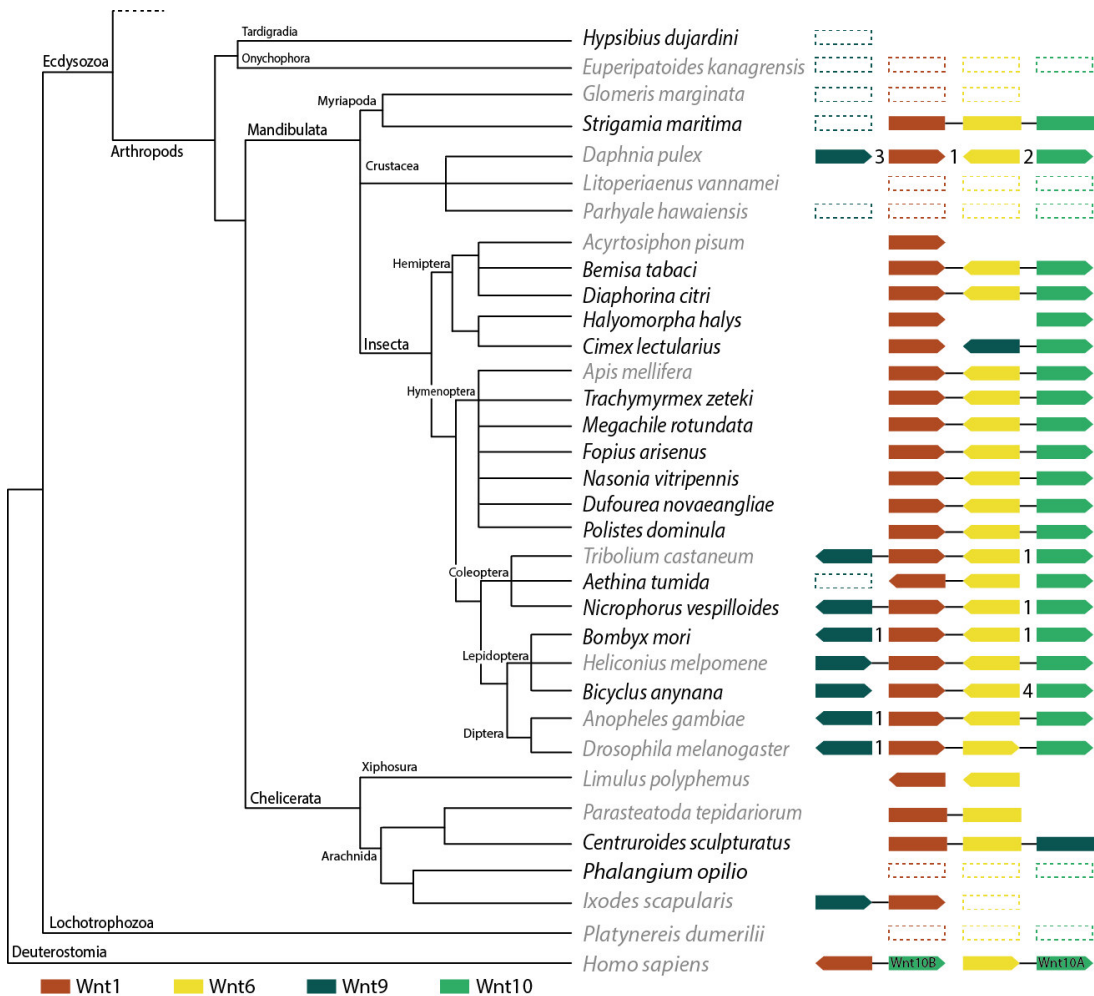 Tardigradia
Hypsibius dujardini
Ecdysozoa
Onychophora
Euperipatoides kanagrensis
Glomeris marginata
Myriapoda
Strigamia maritima
Mandibulata
Arthropods
Daphnia pulex 3 1 2
Crustacea
Litoperiaenus vannamei
Parhyale hawaiensis
Acyrtosiphon pisum
Hemiptera
Bemisa tabaci
Diaphorina citri
Halyomorpha halys
Insecta
Cimex lectularius
Apis mellifera
Hymenoptera
Trachymyrmex zeteki
Megachile rotundata
Fopius arisenus
Nasonia vitripennis
Dufourea novaeangliae
Polistes dominula
Tribolium castaneum 1
Coleoptera
Aethina tumida
Nicrophorus vespilloides 1
Bombyx mori 1 1
Lepidoptera
Heliconius melpomene
Bicyclus anynana 4
Anopheles gambiae 1
Diptera
Drosophila melanogaster 1
Xiphosura
Limulus polyphemus
Chelicerata
Parasteatoda tepidariorum
Centruroides sculpturatus
Arachnida
Phalangium opilio
Ixodes scapularis
Lochotrophozoa
Platynereis dumerilii
Deuterostomia
Homo sapiens Wnt10B Wnt10A
Wnt1 Wnt6 Wnt9 Wnt10